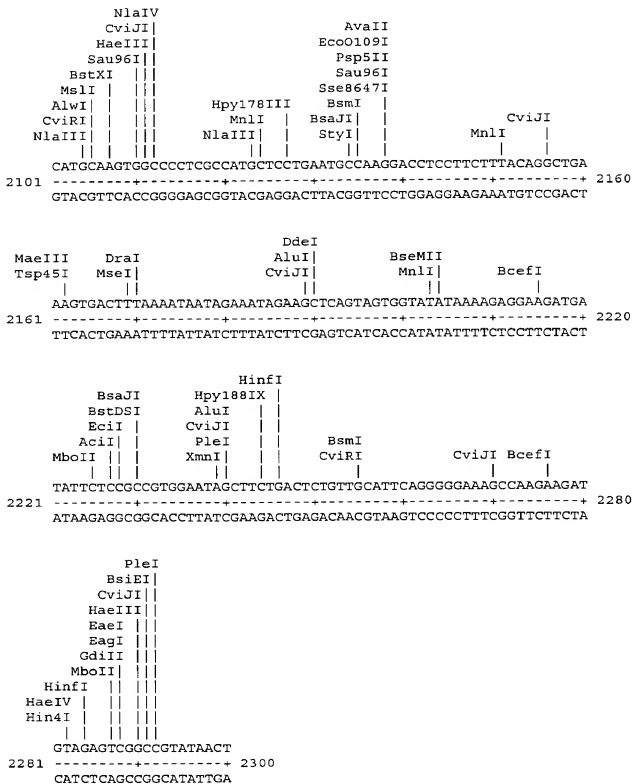 NlaIV
CviJI|
HaeIII||
Sau96I|||
BstXI ||||
MslI | ||||
AlwI | | |||
CviRI|| | |||
NlaIII||| | |||
Hpy178III
MnlI |
NlaIII| |
AvaII
EcoO109I
Psp5II
Sau96I
Sse8647I
BsmI |
BsaJI| |
StyI|| |
MnlI
CviJI
CATGCAAGTGGCCCCTCGCCATGCTCCTGAATGCCAAGGACCTCCTTCTTTACAGGCTGA
2101 ---------+---------+---------+---------+---------+---------+ 2160
GTACGTTCACCGGGGAGCGGTACGAGGACTTACGGTTCCTGGAGGAAGAAATGTCCGACT
MaeIII
Tsp45I
DraI
MseI|
DdeI
AluI|
CviJI|
BseMII
MnlI|
BcefI
AAGTGACTTTAAAATAATAGAAATAGAAGCTCAGTAGTGGTATATAAAAGAGGAAGATGA
2161 ---------+---------+---------+---------+---------+---------+ 2220
TTCACTGAAATTTTATTATCTTTATCTTCGAGTCATCACCATATATTTTCTCCTTCTACT
BsaJI
BstDSI
EciI |
AciI| |
MboII || |
HinfI
Hpy188IX |
AluI | |
CviJI | |
PleI | |
XmnI| | |
BsmI
CviRI
CviJI
BcefI
TATTCTCCGCCGTGGAATAGCTTCTGACTCTGTTGCATTCAGGGGGAAAGCCAAGAAGAT
2221 ---------+---------+---------+---------+---------+---------+ 2280
ATAAGAGGCGGCACCTTATCGAAGACTGAGACAACGTAAGTCCCCCTTTCGGTTCTTCTA
PleI
BsiEI|
CviJI||
HaeIII||
EaeI |||
EagI |||
GdiII |||
MboII| |||
HinfI || |||
HaeIV | || |||
Hin4I | || |||
GTAGAGTCGGCCGTATAACT
2281 ---------+---------+ 2300
CATCTCAGCCGGCATATTGA